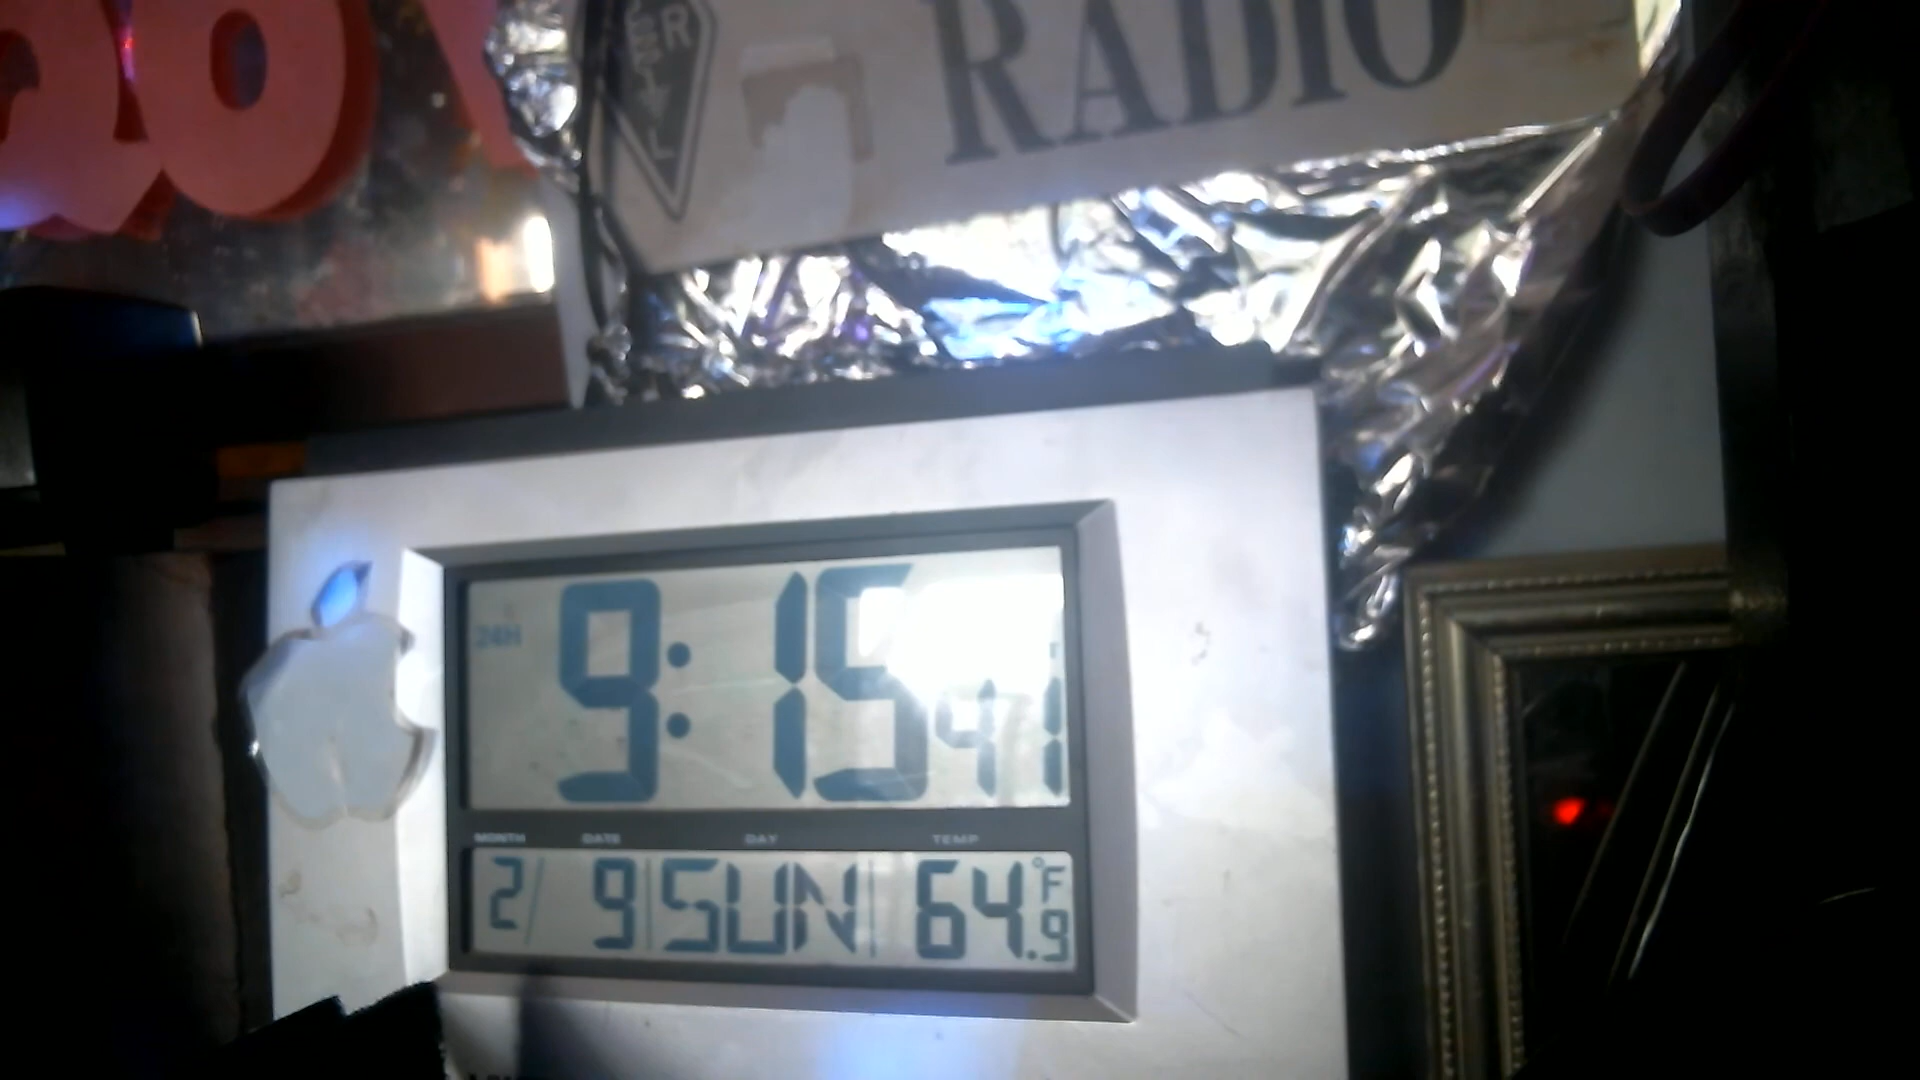 RADIO
24H
9:15 41
MONTH DATE DAY TEMP
2/ 9 SUN 64.9°F